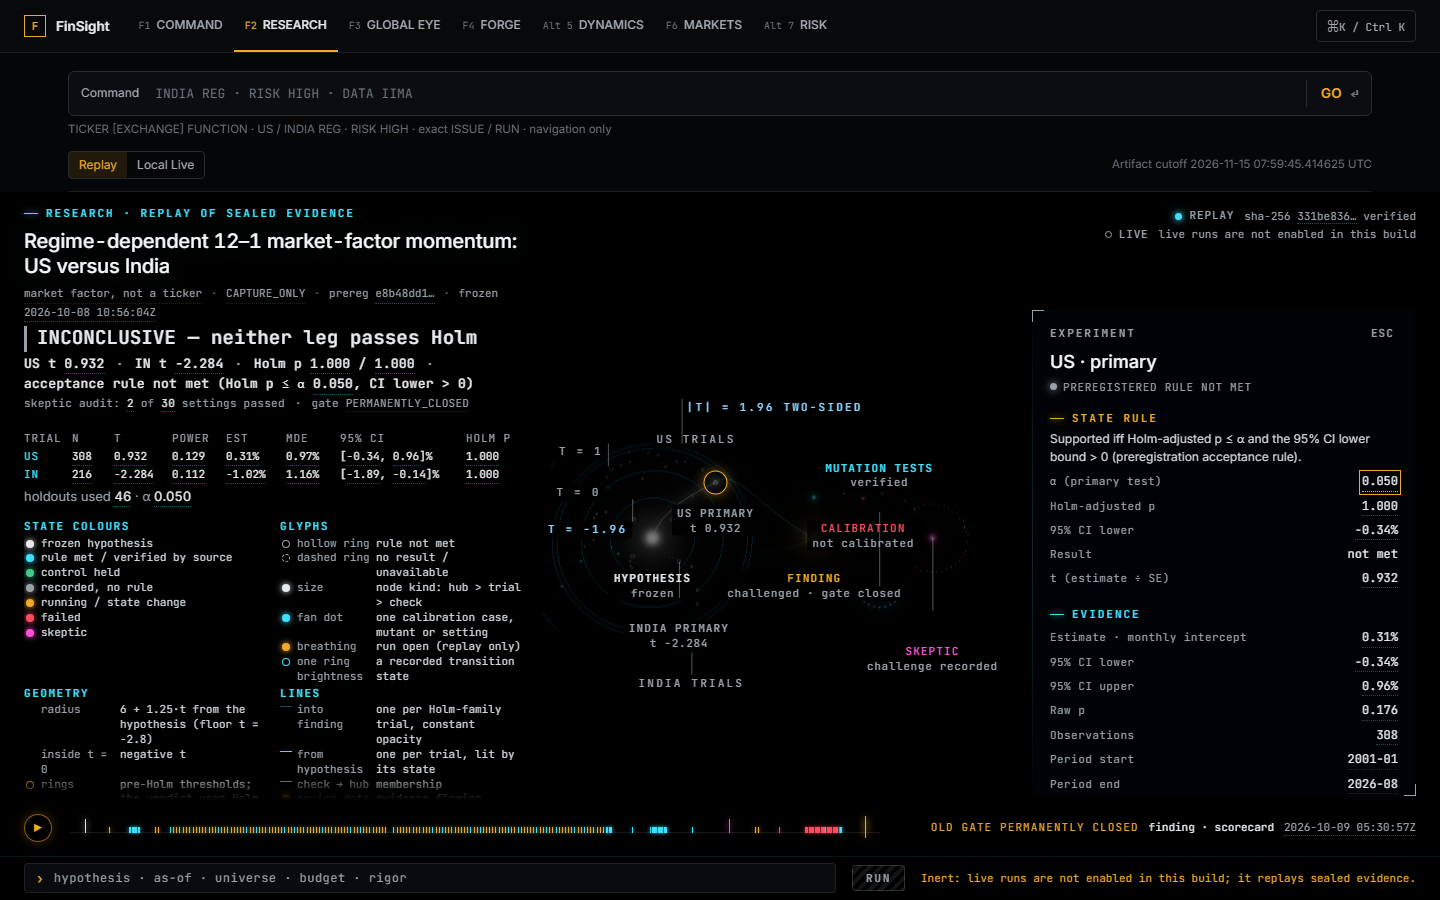 F FinSight F1 COMMAND F2 RESEARCH F3 GLOBAL EYE F4 FORGE Alt 5 DYNAMICS F6 MARKETS Alt 7 RISK ⌘K / Ctrl K
Command INDIA REG · RISK HIGH · DATA IIMA GO ⏎
TICKER [EXCHANGE] FUNCTION · US / INDIA REG · RISK HIGH · exact ISSUE / RUN · navigation only
Replay Local Live Artifact cutoff 2026-11-15 07:59:45.414625 UTC
RESEARCH · REPLAY OF SEALED EVIDENCE
Regime-dependent 12–1 market-factor momentum:
US versus India
market factor, not a ticker · CAPTURE_ONLY · prereg e8b48dd1… · frozen
2026-10-08 10:56:04Z
INCONCLUSIVE — neither leg passes Holm
US t 0.932 · IN t -2.284 · Holm p 1.000 / 1.000 ·
acceptance rule not met (Holm p ≤ α 0.050, CI lower > 0)
skeptic audit: 2 of 30 settings passed · gate PERMANENTLY_CLOSED
TRIAL N T POWER EST MDE 95% CI HOLM P
US 308 0.932 0.129 0.31% 0.97% [-0.34, 0.96]% 1.000
IN 216 -2.284 0.112 -1.02% 1.16% [-1.89, -0.14]% 1.000
holdouts used 46 · α 0.050
STATE COLOURS
frozen hypothesis
rule met / verified by source
control held
recorded, no rule
running / state change
failed
skeptic
GLYPHS
hollow ring rule not met
dashed ring no result /
unavailable
size node kind: hub > trial
> check
fan dot one calibration case,
mutant or setting
breathing run open (replay only)
one ring a recorded transition
brightness state
GEOMETRY
radius 6 + 1.25·t from the
hypothesis (floor t =
-2.8)
inside t = negative t
0
rings pre-Holm thresholds;
the verdict uses Holm
LINES
into one per Holm-family
finding trial, constant
opacity
from one per trial, lit by
hypothesis its state
check → hub membership
|T| = 1.96 TWO-SIDED
US TRIALS
T = 1
T = 0
T = -1.96
US PRIMARY
t 0.932
MUTATION TESTS
verified
CALIBRATION
not calibrated
HYPOTHESIS
frozen
FINDING
challenged · gate closed
INDIA PRIMARY
t -2.284
SKEPTIC
challenge recorded
INDIA TRIALS
REPLAY sha-256 331be836… verified
LIVE live runs are not enabled in this build
EXPERIMENT ESC
US · primary
PREREGISTERED RULE NOT MET
STATE RULE
Supported iff Holm-adjusted p ≤ α and the 95% CI lower
bound > 0 (preregistration acceptance rule).
α (primary test) 0.050
Holm-adjusted p 1.000
95% CI lower -0.34%
Result not met
t (estimate ÷ SE) 0.932
EVIDENCE
Estimate · monthly intercept 0.31%
95% CI lower -0.34%
95% CI upper 0.96%
Raw p 0.176
Observations 308
Period start 2001-01
Period end 2026-08
OLD GATE PERMANENTLY CLOSED finding · scorecard 2026-10-09 05:30:57Z
› hypothesis · as-of · universe · budget · rigor RUN Inert: live runs are not enabled in this build; it replays sealed evidence.